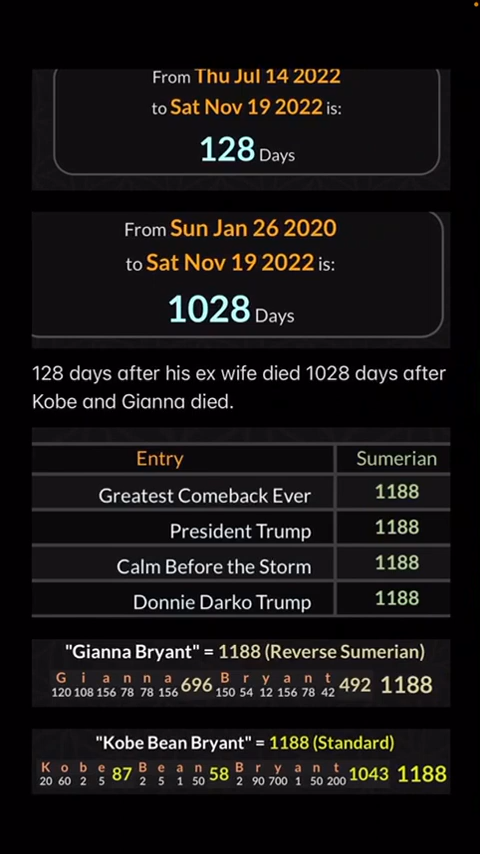 From Thu Jul 14 2022
to Sat Nov 19 2022 is:
128 Days
From Sun Jan 26 2020
to Sat Nov 19 2022 is:
1028 Days
128 days after his ex wife died 1028 days after
Kobe and Gianna died.
Entry Sumerian
Greatest Comeback Ever 1188
President Trump 1188
Calm Before the Storm 1188
Donnie Darko Trump 1188
"Gianna Bryant" = 1188 (Reverse Sumerian)
G i a n n a 696 B r y a n t 492 1188
120 108 156 78 78 156 150 54 12 156 78 42
"Kobe Bean Bryant" = 1188 (Standard)
K o b e 87 B e a n 58 B r y a n t 1043 1188
20 60 2 5 2 5 1 50 2 90 700 1 50 200